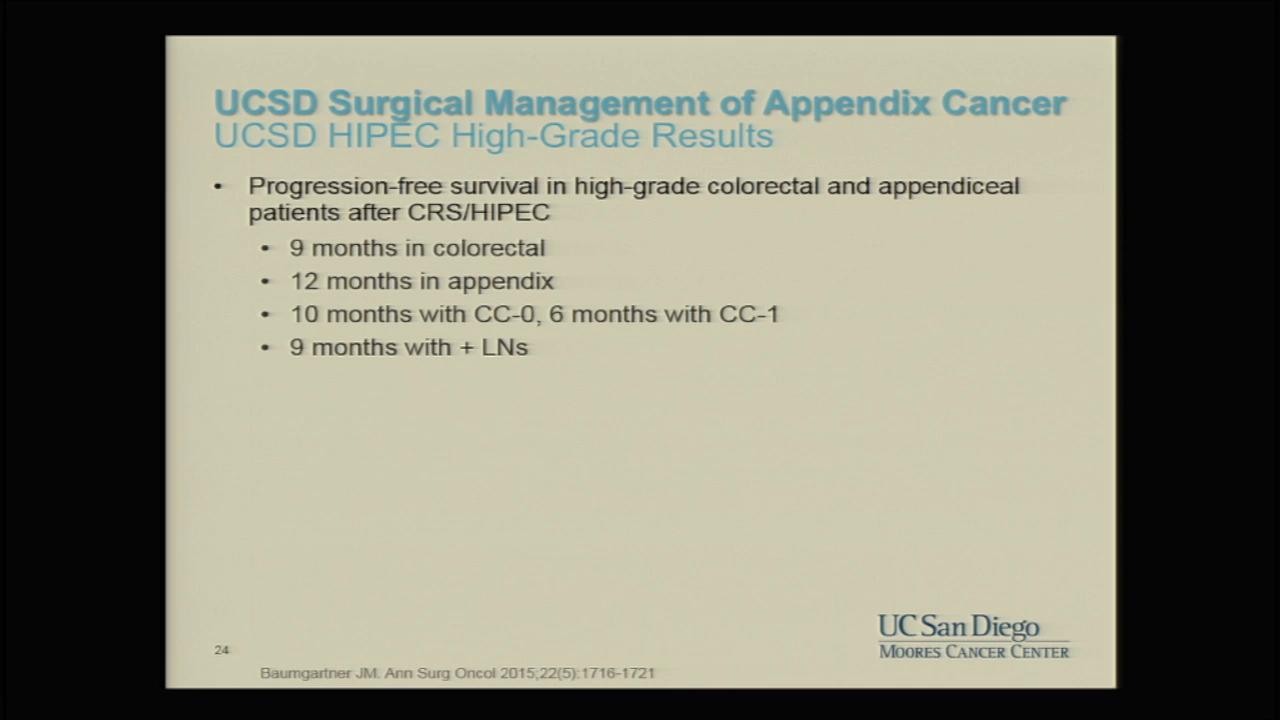 UCSD Surgical Management of Appendix Cancer
UCSD HIPEC High-Grade Results
• Progression-free survival in high-grade colorectal and appendiceal
patients after CRS/HIPEC
• 9 months in colorectal
• 12 months in appendix
• 10 months with CC-0, 6 months with CC-1
• 9 months with + LNs
UC San Diego
MOORES CANCER CENTER
24
Baumgartner JM. Ann Surg Oncol 2015;22(5):1716-1721